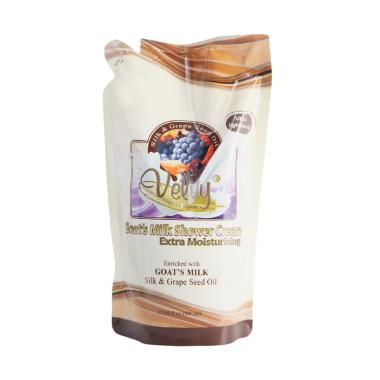 Silk & Grape Seed Oil
Velvy®
Goat's Milk Shower Cream
Extra Moisturising
Enriched with
GOAT'S MILK
Silk & Grape Seed Oil